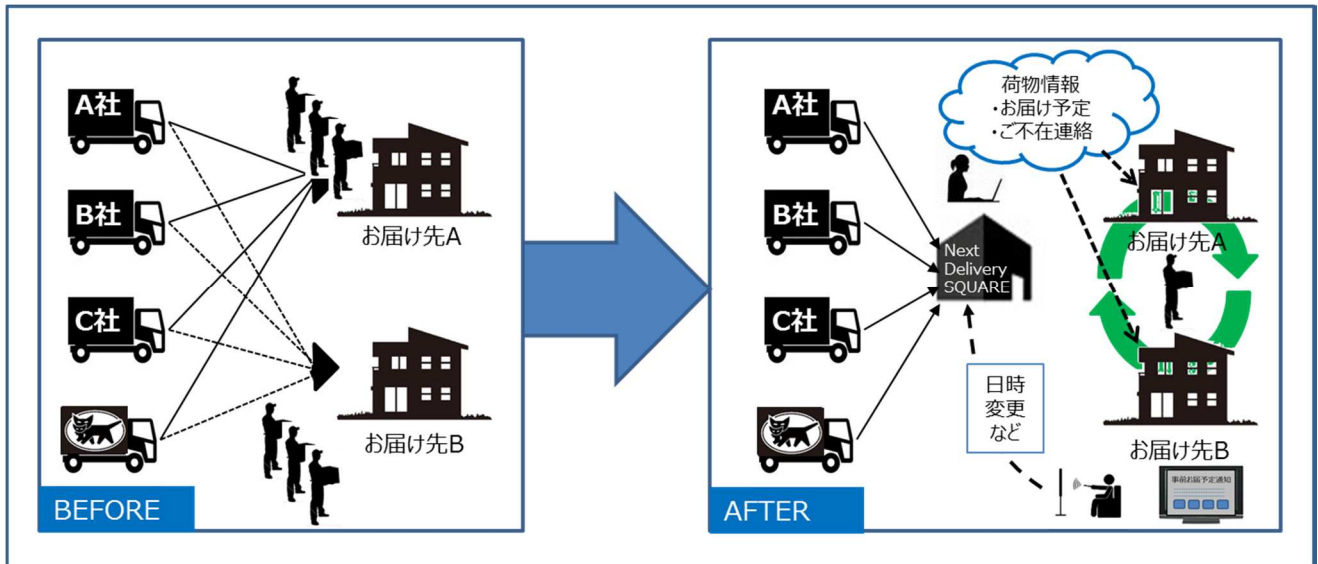 A社
B社
C社
お届け先A
お届け先B
BEFORE
A社
B社
C社
荷物情報
・お届け予定
・ご不在連絡
Next
Delivery
SQUARE
お届け先A
お届け先B
日時
変更
など
事前お届予定通知
AFTER